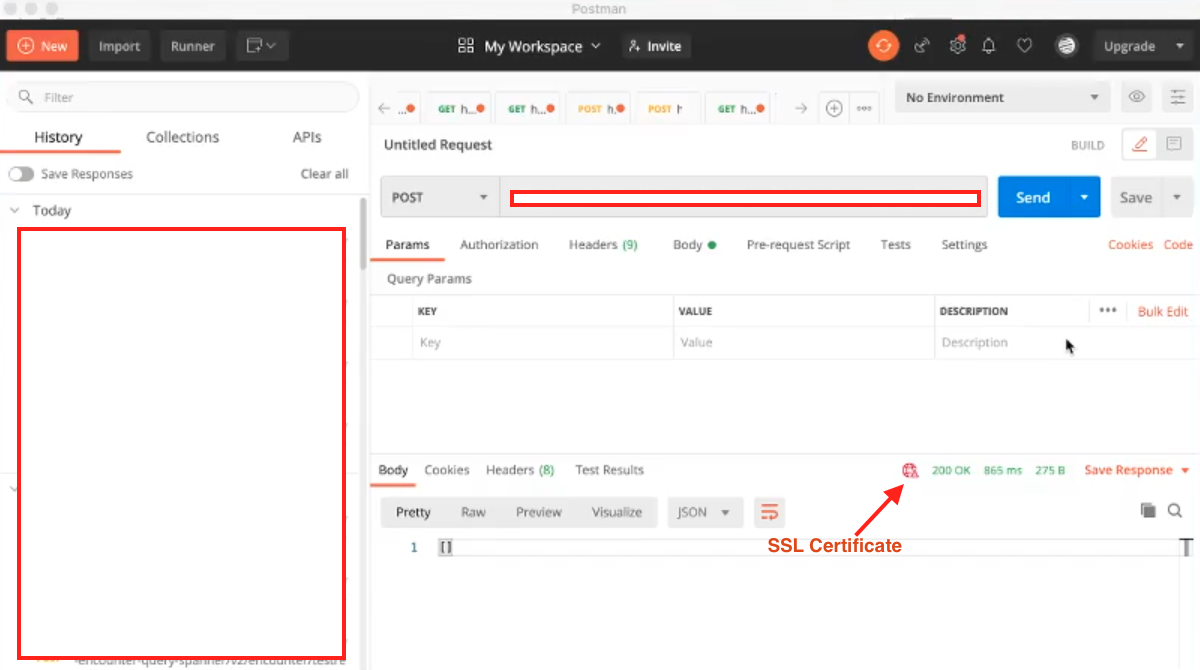 Postman
New Import Runner My Workspace Invite Upgrade
Filter
... GET h... GET h... POST h. POST GET h... No Environment
History Collections APIs
Untitled Request BUILD
Save Responses Clear all
POST Send Save
Today
Params Authorization Headers (9) Body Pre-request Script Tests Settings Cookies Code
Query Params
KEY VALUE DESCRIPTION ••• Bulk Edit
Key Value Description
Body Cookies Headers (8) Test Results 200 OK 865 ms 275 B Save Response
Pretty Raw Preview Visualize JSON
SSL Certificate
1 []
-encounter-query-spanner/v2/encounter/testre